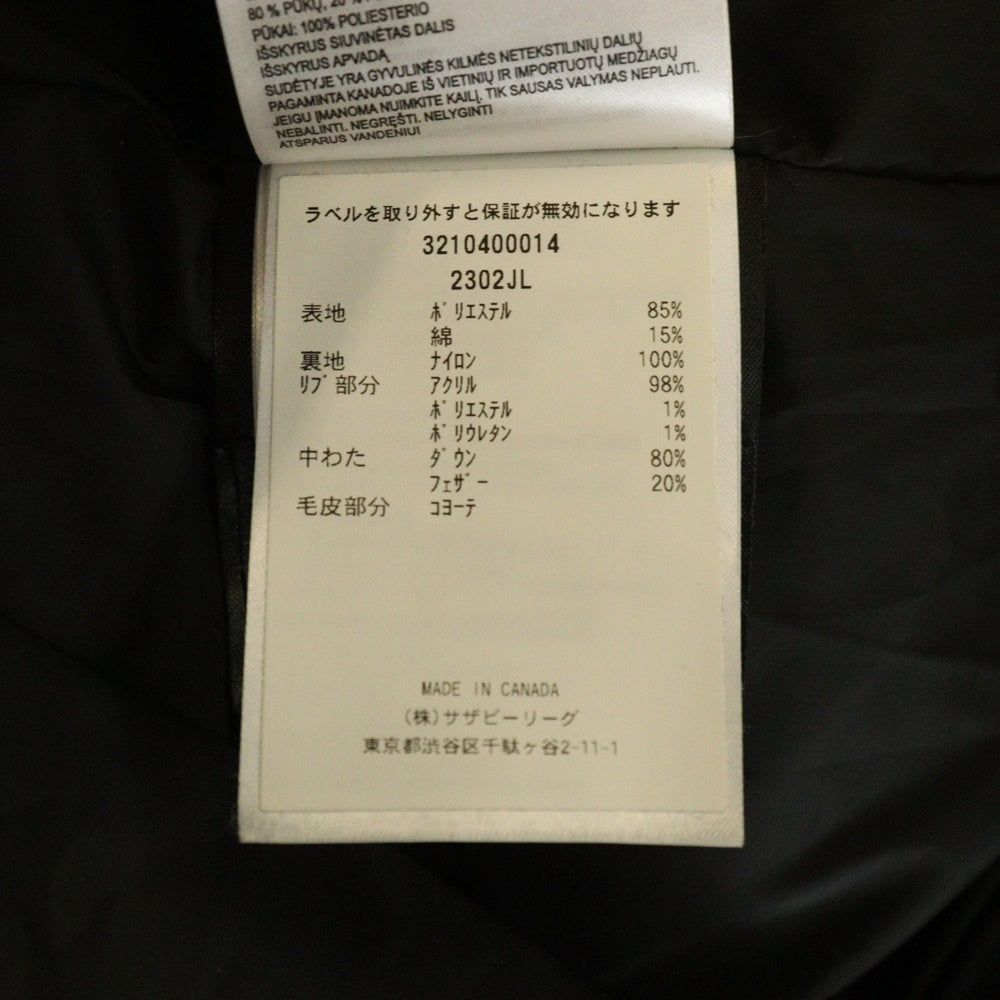 80 % PŪKŲ, 20 %
PŪKAI: 100% POLIESTERIO
IŠSKYRUS SIUVINĖTAS DALIS
IŠSKYRUS APVADĄ
SUDĖTYJE YRA GYVULINĖS KILMĖS NETEKSTILINIŲ DALIŲ
PAGAMINTA KANADOJE IŠ VIETINIŲ IR IMPORTUOTŲ MEDŽIAGŲ
JEIGU ĮMANOMA NUIMKITE KAILĮ. TIK SAUSAS VALYMAS NEPLAUTI.
NEBALINTI. NEGRĘŠTI. NELYGINTI
ATSPARUS VANDENIUI
ラベルを取り外すと保証が無効になります
3210400014
2302JL
表地 ﾎﾟﾘｴｽﾃﾙ 85%
綿 15%
裏地 ﾅｲﾛﾝ 100%
ﾘﾌﾞ部分 ｱｸﾘﾙ 98%
ﾎﾟﾘｴｽﾃﾙ 1%
ﾎﾟﾘｳﾚﾀﾝ 1%
中わた ﾀﾞｳﾝ 80%
ﾌｪｻﾞｰ 20%
毛皮部分 ｺﾖｰﾃ
MADE IN CANADA
(株)サザビーリーグ
東京都渋谷区千駄ヶ谷2-11-1